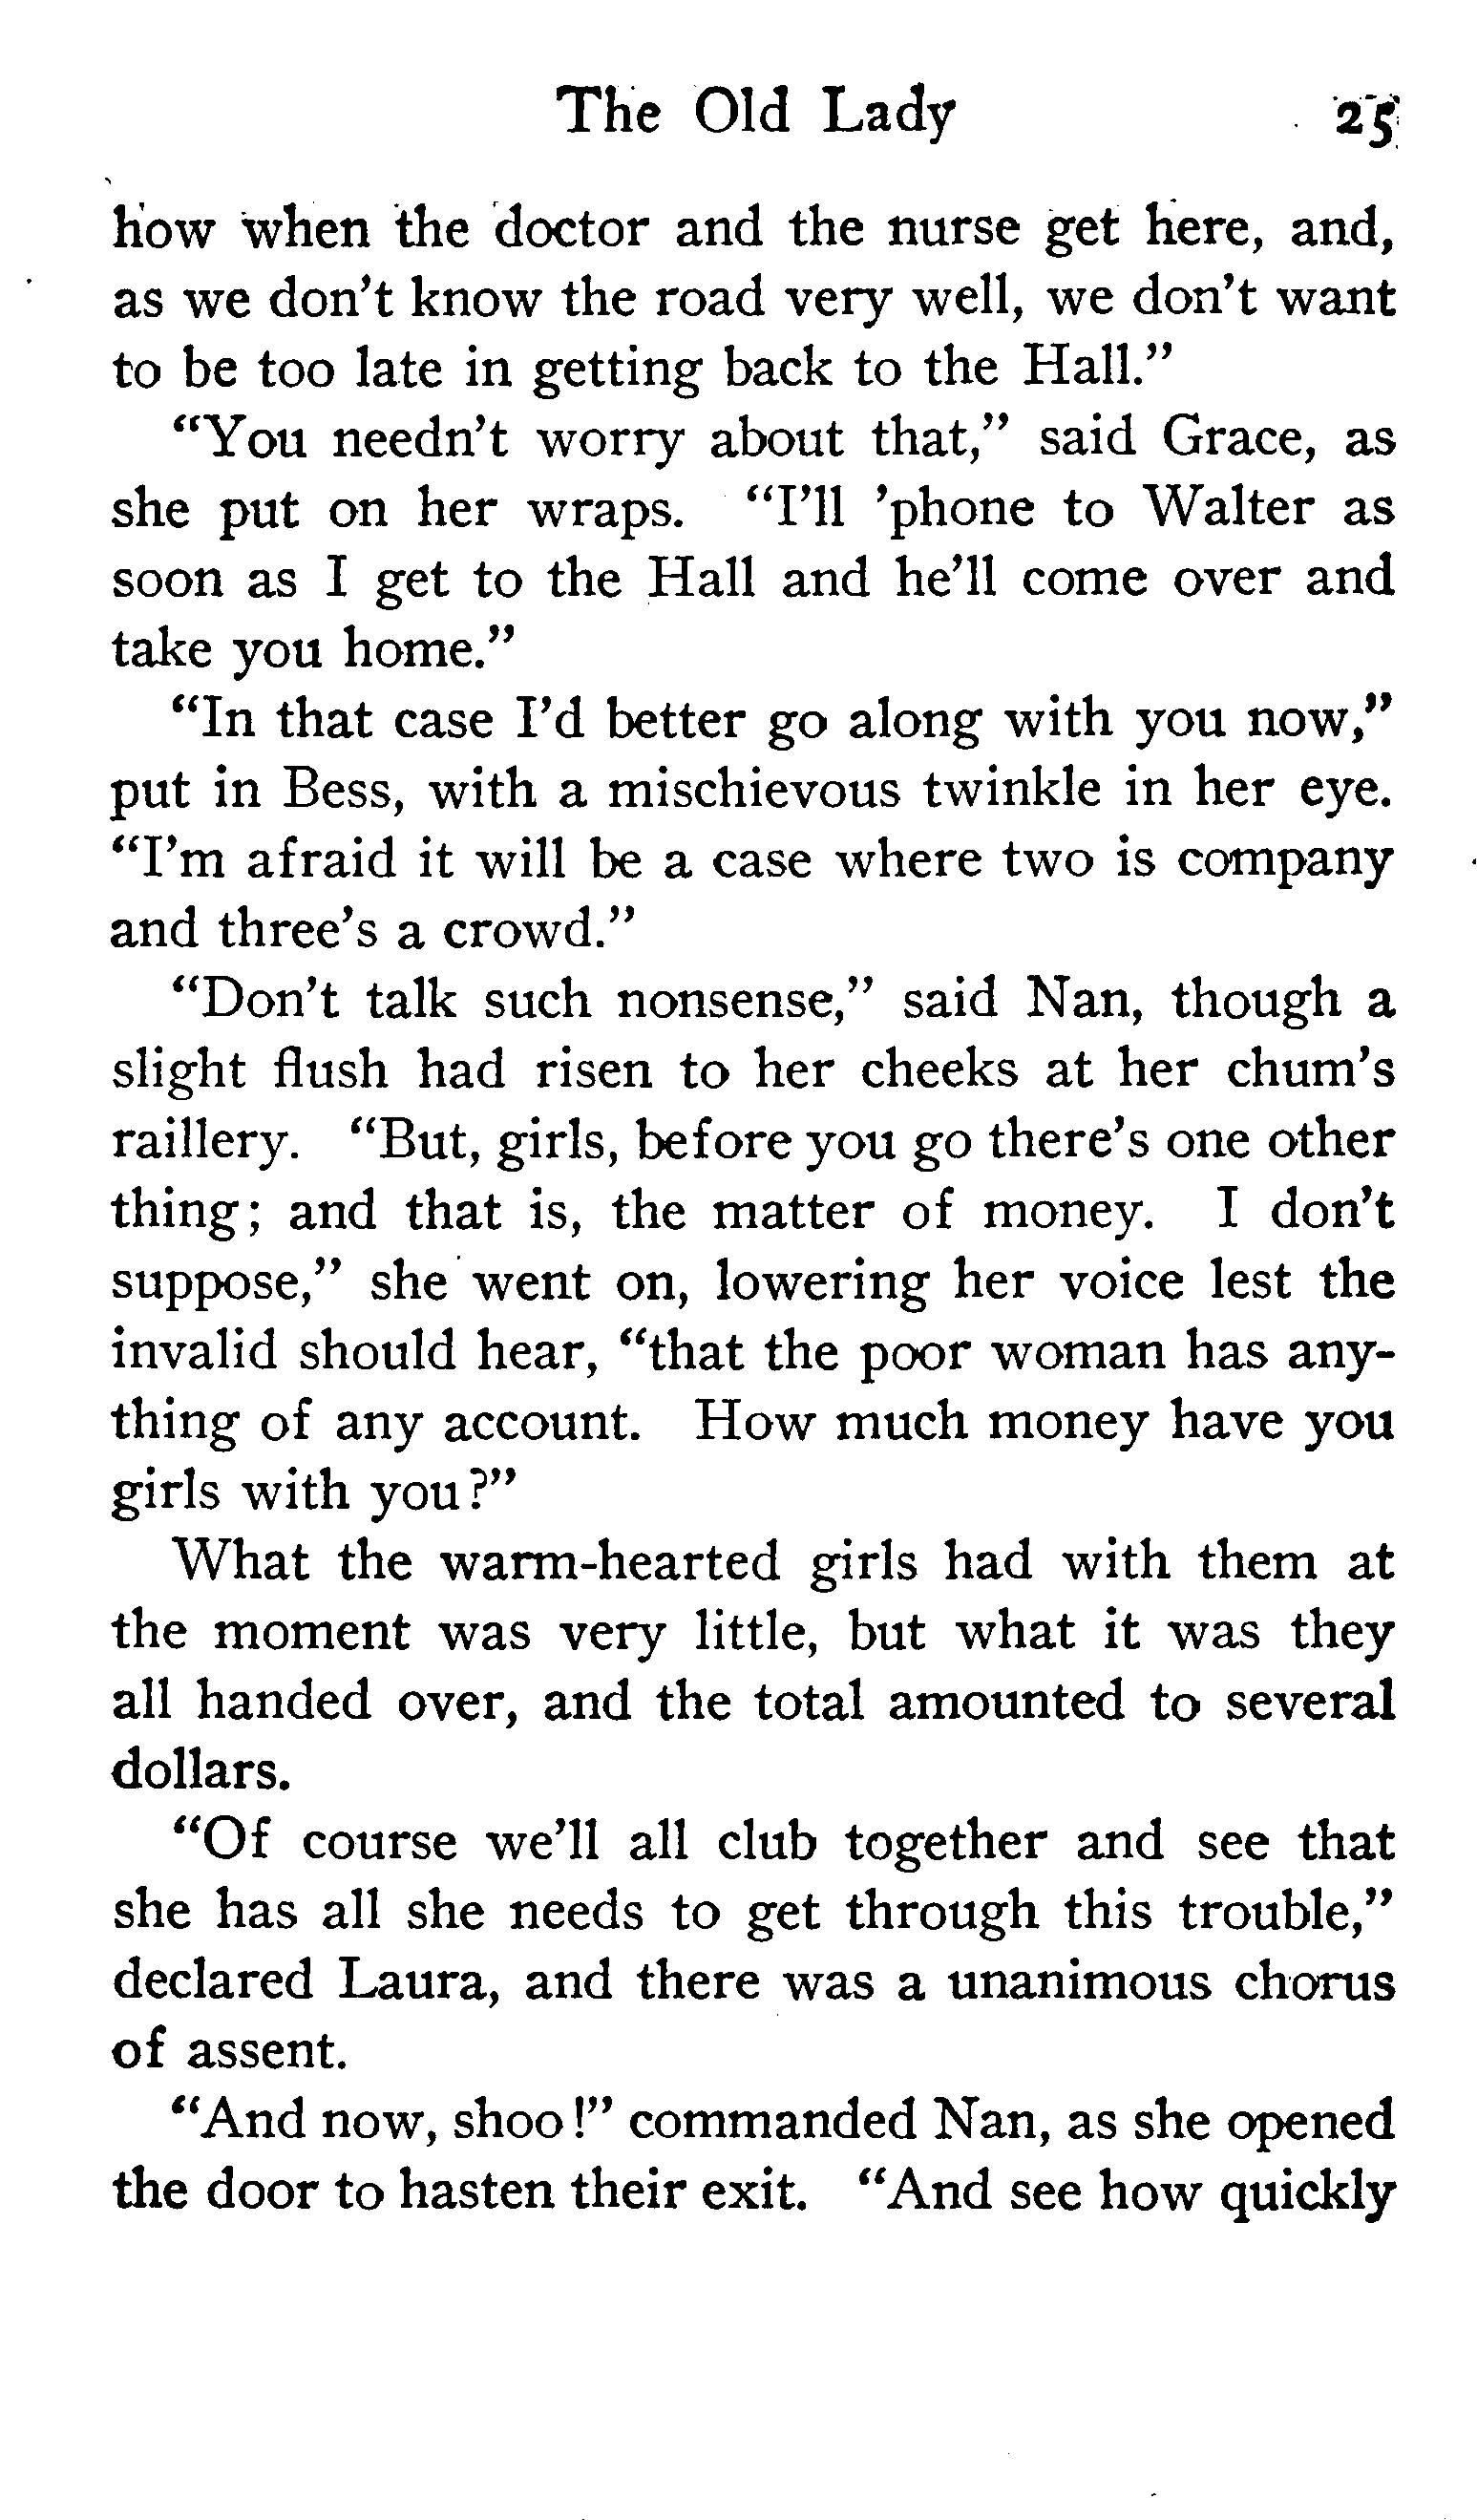 The Old Lady 25
how when the doctor and the nurse get here, and,
as we don't know the road very well, we don't want
to be too late in getting back to the Hall."
"You needn't worry about that," said Grace, as
she put on her wraps. "I'll 'phone to Walter as
soon as I get to the Hall and he'll come over and
take you home."
"In that case I'd better go along with you now,"
put in Bess, with a mischievous twinkle in her eye.
"I'm afraid it will be a case where two is company
and three's a crowd."
"Don't talk such nonsense," said Nan, though a
slight flush had risen to her cheeks at her chum's
raillery. "But, girls, before you go there's one other
thing; and that is, the matter of money. I don't
suppose," she went on, lowering her voice lest the
invalid should hear, "that the poor woman has any-
thing of any account. How much money have you
girls with you?"
What the warm-hearted girls had with them at
the moment was very little, but what it was they
all handed over, and the total amounted to several
dollars.
"Of course we'll all club together and see that
she has all she needs to get through this trouble,"
declared Laura, and there was a unanimous chorus
of assent.
"And now, shoo!" commanded Nan, as she opened
the door to hasten their exit. "And see how quickly